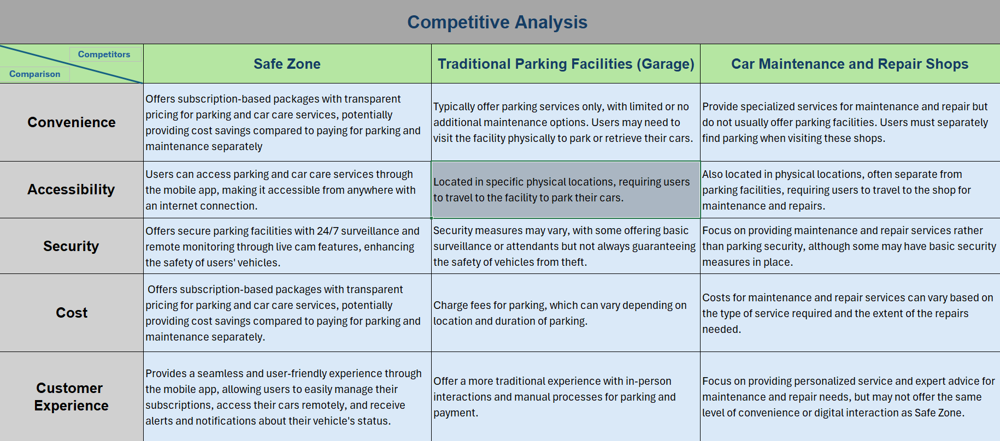 Competitive Analysis
Competitors
Comparison
Safe Zone
Traditional Parking Facilities (Garage)
Car Maintenance and Repair Shops
Convenience
Offers subscription-based packages with transparent
pricing for parking and car care services, potentially
providing cost savings compared to paying for parking and
maintenance separately
Typically offer parking services only, with limited or no
additional maintenance options. Users may need to
visit the facility physically to park or retrieve their cars.
Provide specialized services for maintenance and repair but
do not usually offer parking facilities. Users must separately
find parking when visiting these shops.
Accessibility
Users can access parking and car care services through
the mobile app, making it accessible from anywhere with
an internet connection.
Located in specific physical locations, requiring users
to travel to the facility to park their cars.
Also located in physical locations, often separate from
parking facilities, requiring users to travel to the shop for
maintenance and repairs.
Security
Offers secure parking facilities with 24/7 surveillance and
remote monitoring through live cam features, enhancing
the safety of users' vehicles.
Security measures may vary, with some offering basic
surveillance or attendants but not always guaranteeing
the safety of vehicles from theft.
Focus on providing maintenance and repair services rather
than parking security, although some may have basic security
measures in place.
Cost
Offers subscription-based packages with transparent
pricing for parking and car care services, potentially
providing cost savings compared to paying for parking and
maintenance separately.
Charge fees for parking, which can vary depending on
location and duration of parking.
Costs for maintenance and repair services can vary based on
the type of service required and the extent of the repairs
needed.
Customer
Experience
Provides a seamless and user-friendly experience through
the mobile app, allowing users to easily manage their
subscriptions, access their cars remotely, and receive
alerts and notifications about their vehicle's status.
Offer a more traditional experience with in-person
interactions and manual processes for parking and
payment.
Focus on providing personalized service and expert advice for
maintenance and repair needs, but may not offer the same
level of convenience or digital interaction as Safe Zone.